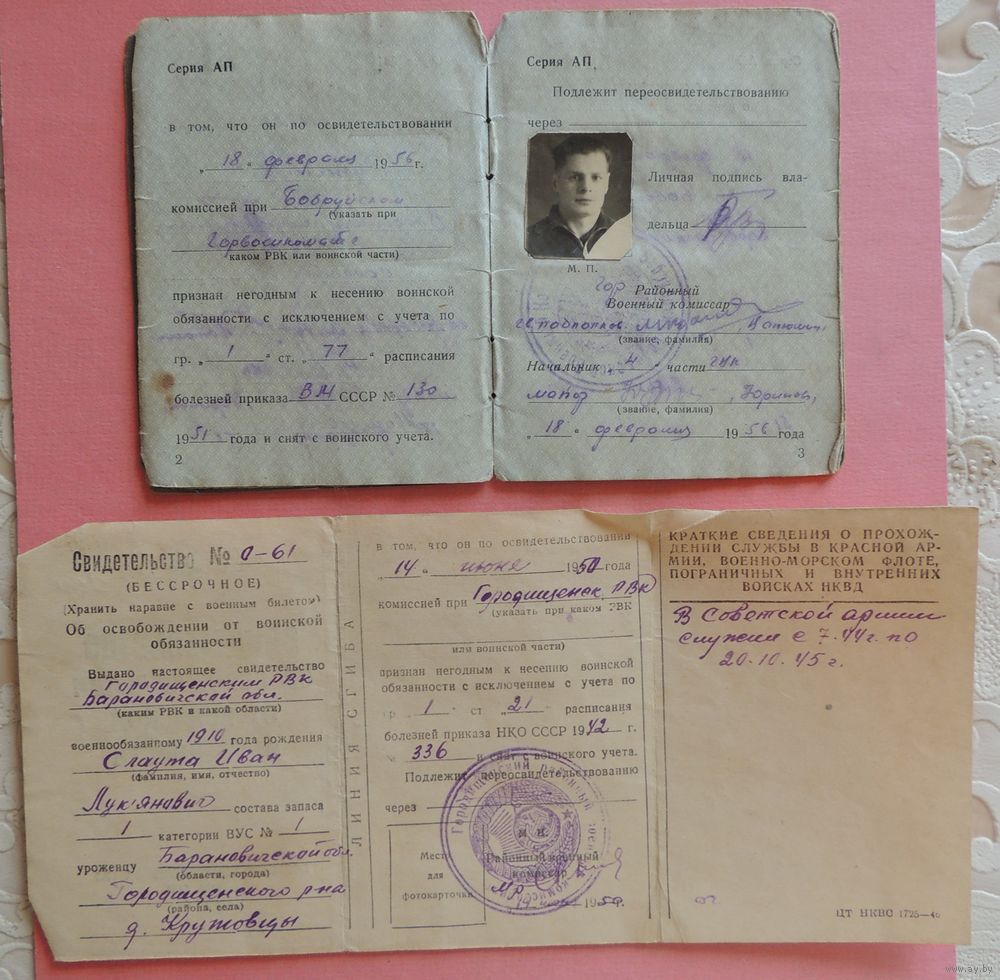 Серия АП
в том, что он по освидетельствовании
„18“ февраля 1956 г.
комиссией при Бобруйском
(указать при
Горвоенкомате
каком РВК или воинской части)
признан негодным к несению воинской
обязанности с исключением с учета по
гр. „1“ ст. „77“ расписания
болезней приказа ВМ СССР № 130
1951 года и снят с воинского учета.
2
Серия АП
Подлежит переосвидетельствованию
через
Личная подпись вла-
дельца
М. П.
Гор Районный
Военный комиссар
(звание, фамилия)
Начальник „4“ части ГВК
(звание, фамилия)
„18“ февраля 1956 года
3
Свидетельство № 0-61
(БЕССРОЧНОЕ)
(Хранить наравне с военным билетом)
Об освобождении от воинской
обязанности
Выдано настоящее свидетельство
Городищенским РВК
Барановичской обл.
(каким РВК и какой области)
военнообязанному 1910 года рождения
Слаута Иван
(фамилия, имя, отчество)
Лук'янович состава запаса
1 категории ВУС № 1
уроженцу Барановичской обл.
(области, города)
Городищенского р-на
(района, села)
д. Крутовцы
ЛИНИЯ СГИБА
в том, что он по освидетельствовании
„14“ июня 1950 года
комиссией при Городищенск. РВК
(указать при каком РВК
или воинской части)
признан негодным к несению воинской
обязанности с исключением с учета по
гр „1“ ст „21“ расписания
болезней приказа НКО СССР 1942 г.
№ 336 и снят с воинского учета.
Подлежит переосвидетельствованию
через
Место
для
фотокарточки
М. П.
Районный военный
комиссар
КРАТКИЕ СВЕДЕНИЯ О ПРОХОЖ-
ДЕНИИ СЛУЖБЫ В КРАСНОЙ АР-
МИИ, ВОЕННО-МОРСКОМ ФЛОТЕ,
ПОГРАНИЧНЫХ И ВНУТРЕННИХ
ВОЙСКАХ НКВД
В Советской армии
служил с 7.44 г. по
20.10.45 г.
ЦТ НКВС 1725—46
www.ay.by